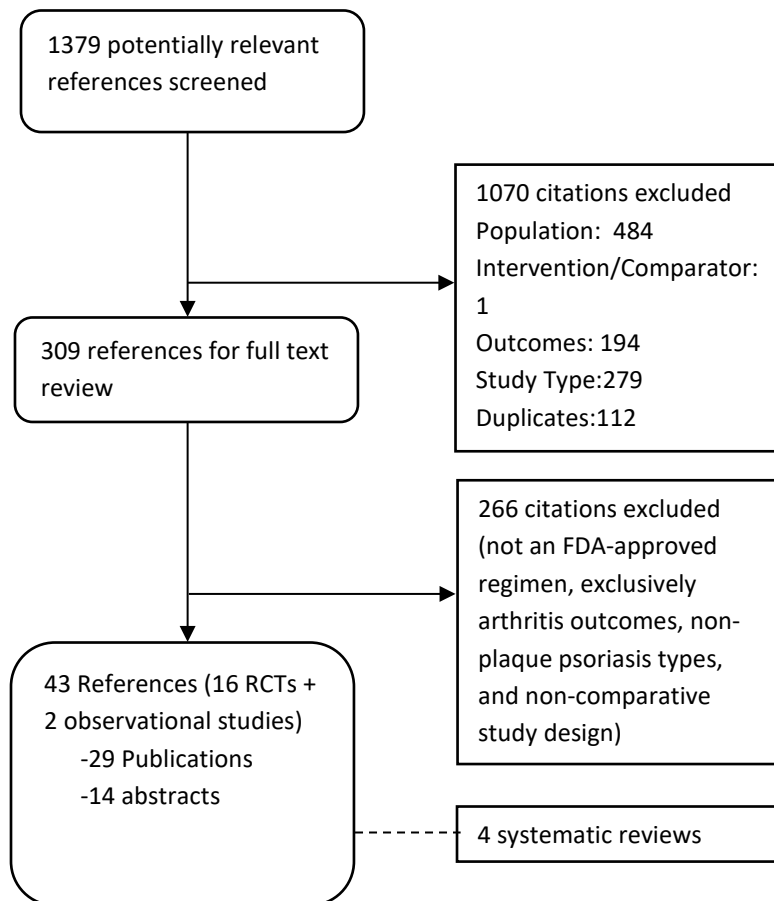 1379 potentially relevant
references screened
1070 citations excluded
Population:  484
Intervention/Comparator:
1
Outcomes: 194
Study Type:279
Duplicates:112
309 references for full text
review
266 citations excluded
(not an FDA-approved
regimen, exclusively
arthritis outcomes, non-
plaque psoriasis types,
and non-comparative
study design)
43 References (16 RCTs +
2 observational studies)
-29 Publications
-14 abstracts
4 systematic reviews